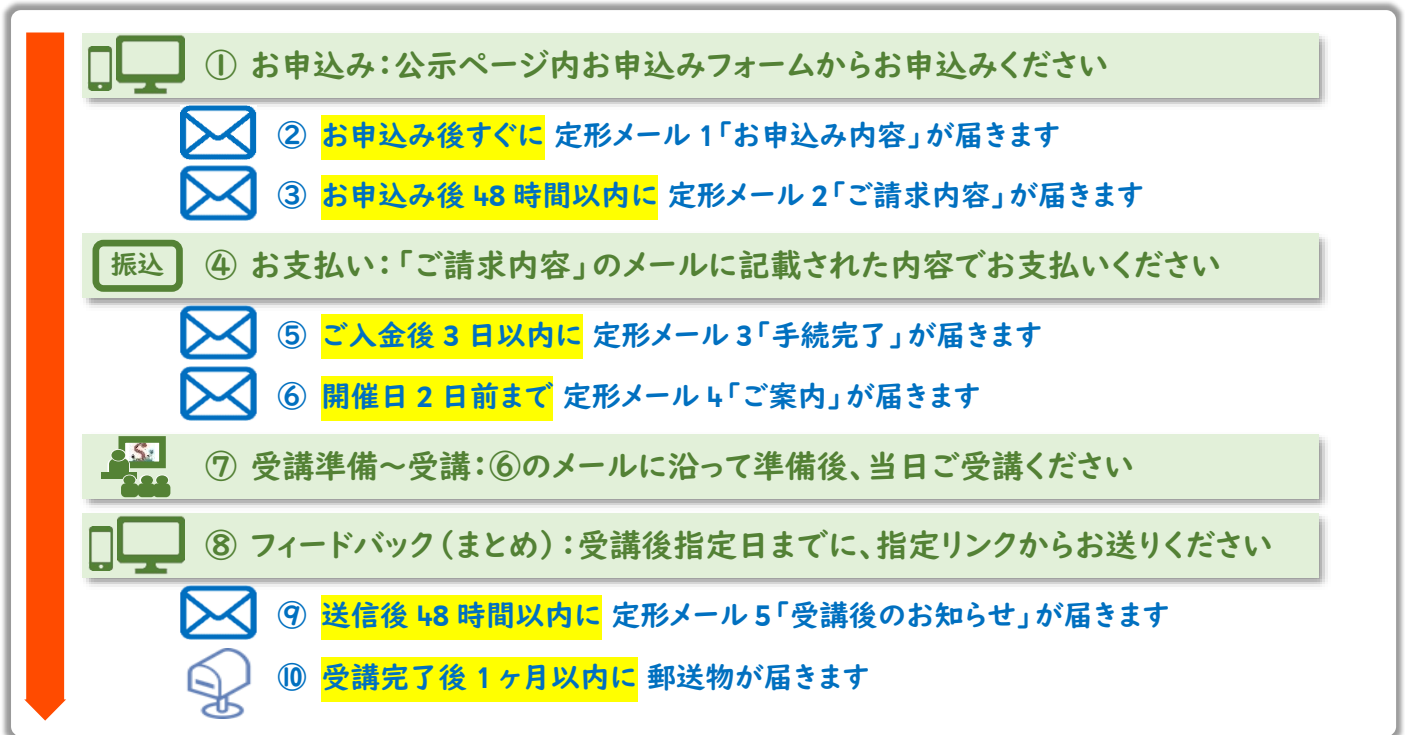 ① お申込み：公示ページ内お申込みフォームからお申込みください
② お申込み後すぐに 定形メール 1「お申込み内容」が届きます
③ お申込み後 48 時間以内に 定形メール 2「ご請求内容」が届きます
振込 ④ お支払い：「ご請求内容」のメールに記載された内容でお支払いください
⑤ ご入金後 3 日以内に 定形メール 3「手続完了」が届きます
⑥ 開催日 2 日前まで 定形メール 4「ご案内」が届きます
⑦ 受講準備～受講：⑥のメールに沿って準備後、当日ご受講ください
⑧ フィードバック（まとめ）：受講後指定日までに、指定リンクからお送りください
⑨ 送信後 48 時間以内に 定形メール 5「受講後のお知らせ」が届きます
⑩ 受講完了後 1 ヶ月以内に 郵送物が届きます